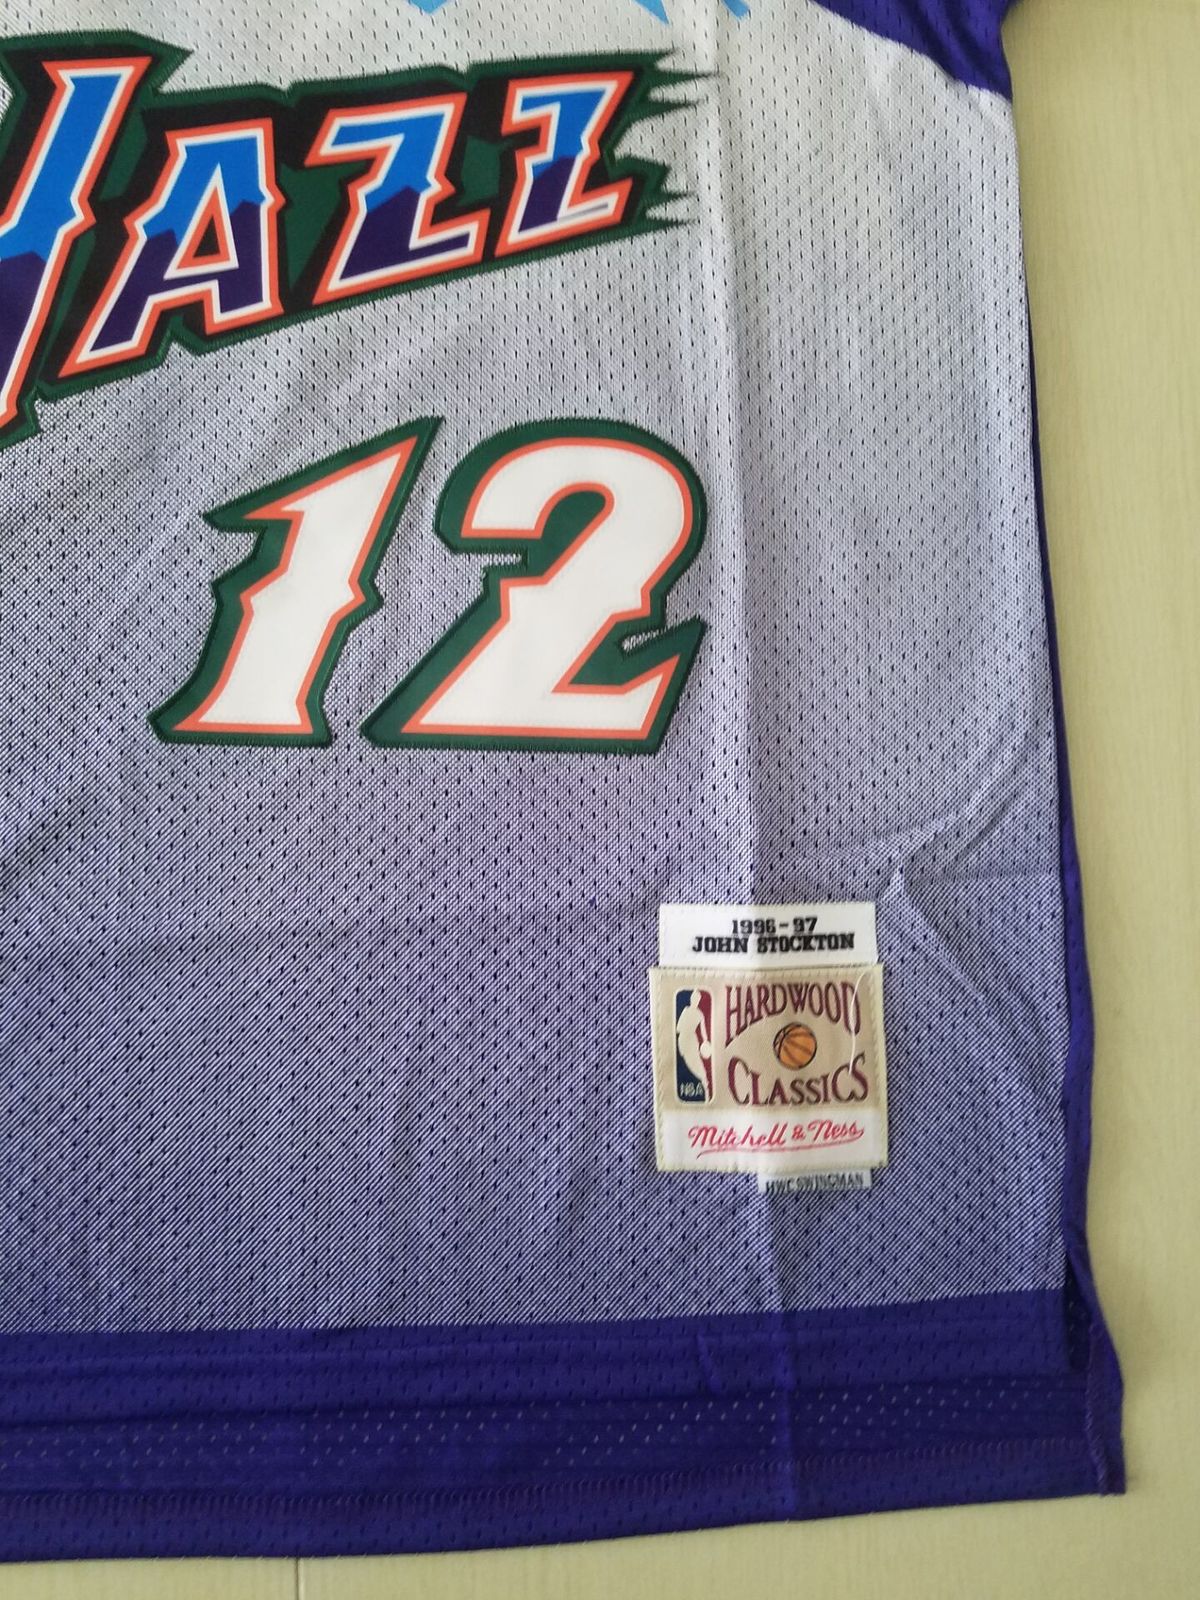 JAZZ
12
1996-97
JOHN STOCKTON
HARDWOOD
CLASSICS
NBA
Mitchell & Ness
HWC SWINGMAN